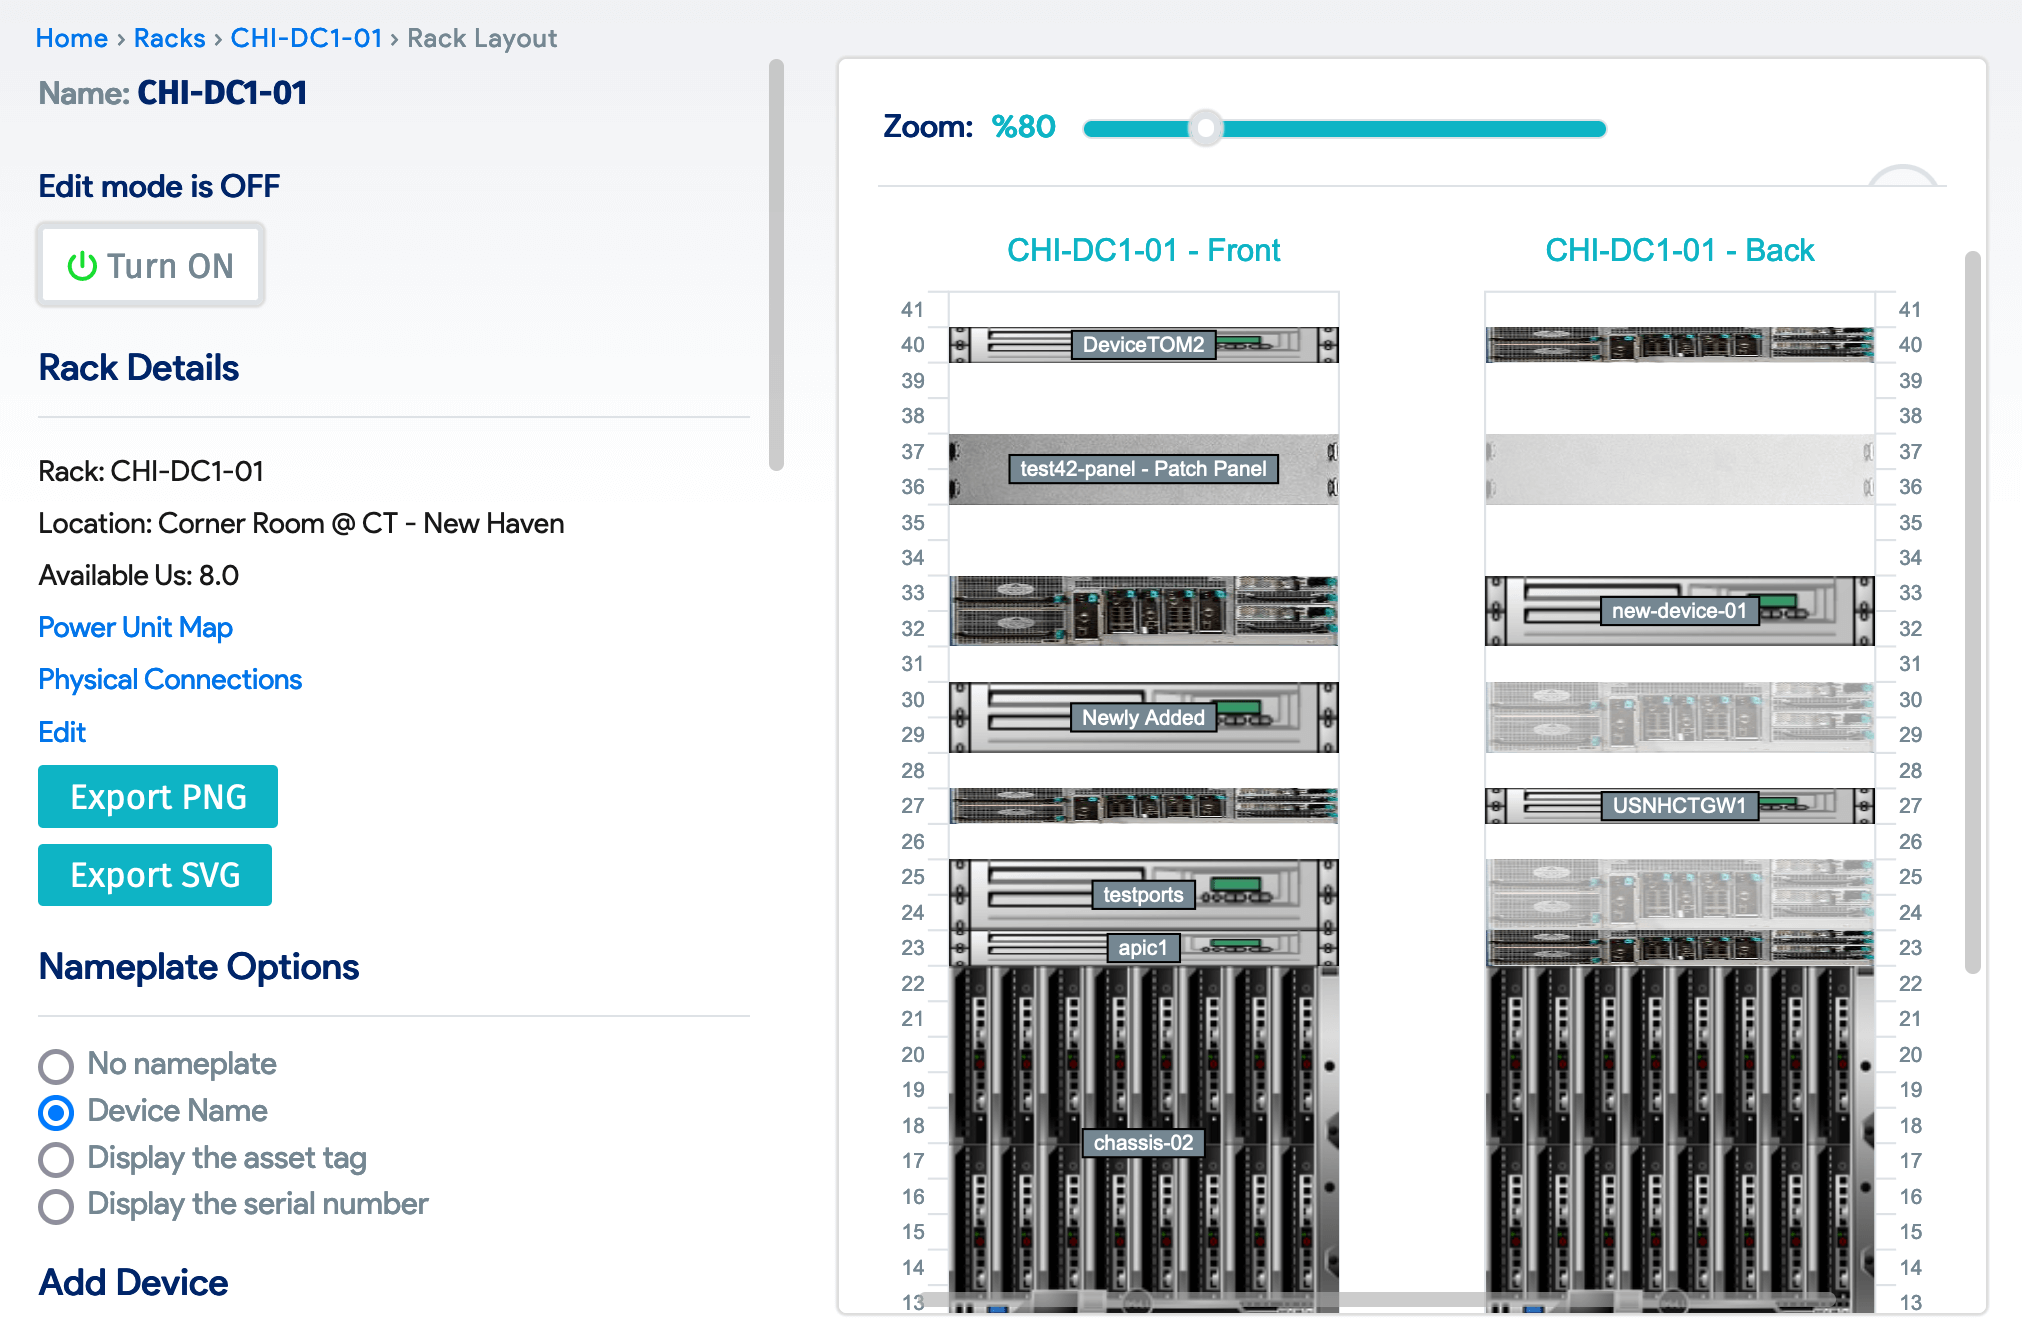 Home › Racks › CHI-DC1-01 › Rack Layout
Name: CHI-DC1-01
Edit mode is OFF
Turn ON
Rack Details
Rack: CHI-DC1-01
Location: Corner Room @ CT - New Haven
Available Us: 8.0
Power Unit Map
Physical Connections
Edit
Export PNG
Export SVG
Nameplate Options
No nameplate
Device Name
Display the asset tag
Display the serial number
Add Device
Zoom: %80
CHI-DC1-01 - Front
41
40
39
38
37
36
35
34
33
32
31
30
29
28
27
26
25
24
23
22
21
20
19
18
17
16
15
14
13
DeviceTOM2
test42-panel - Patch Panel
Newly Added
testports
apic1
chassis-02
CHI-DC1-01 - Back
new-device-01
USNHCTGW1
41
40
39
38
37
36
35
34
33
32
31
30
29
28
27
26
25
24
23
22
21
20
19
18
17
16
15
14
13